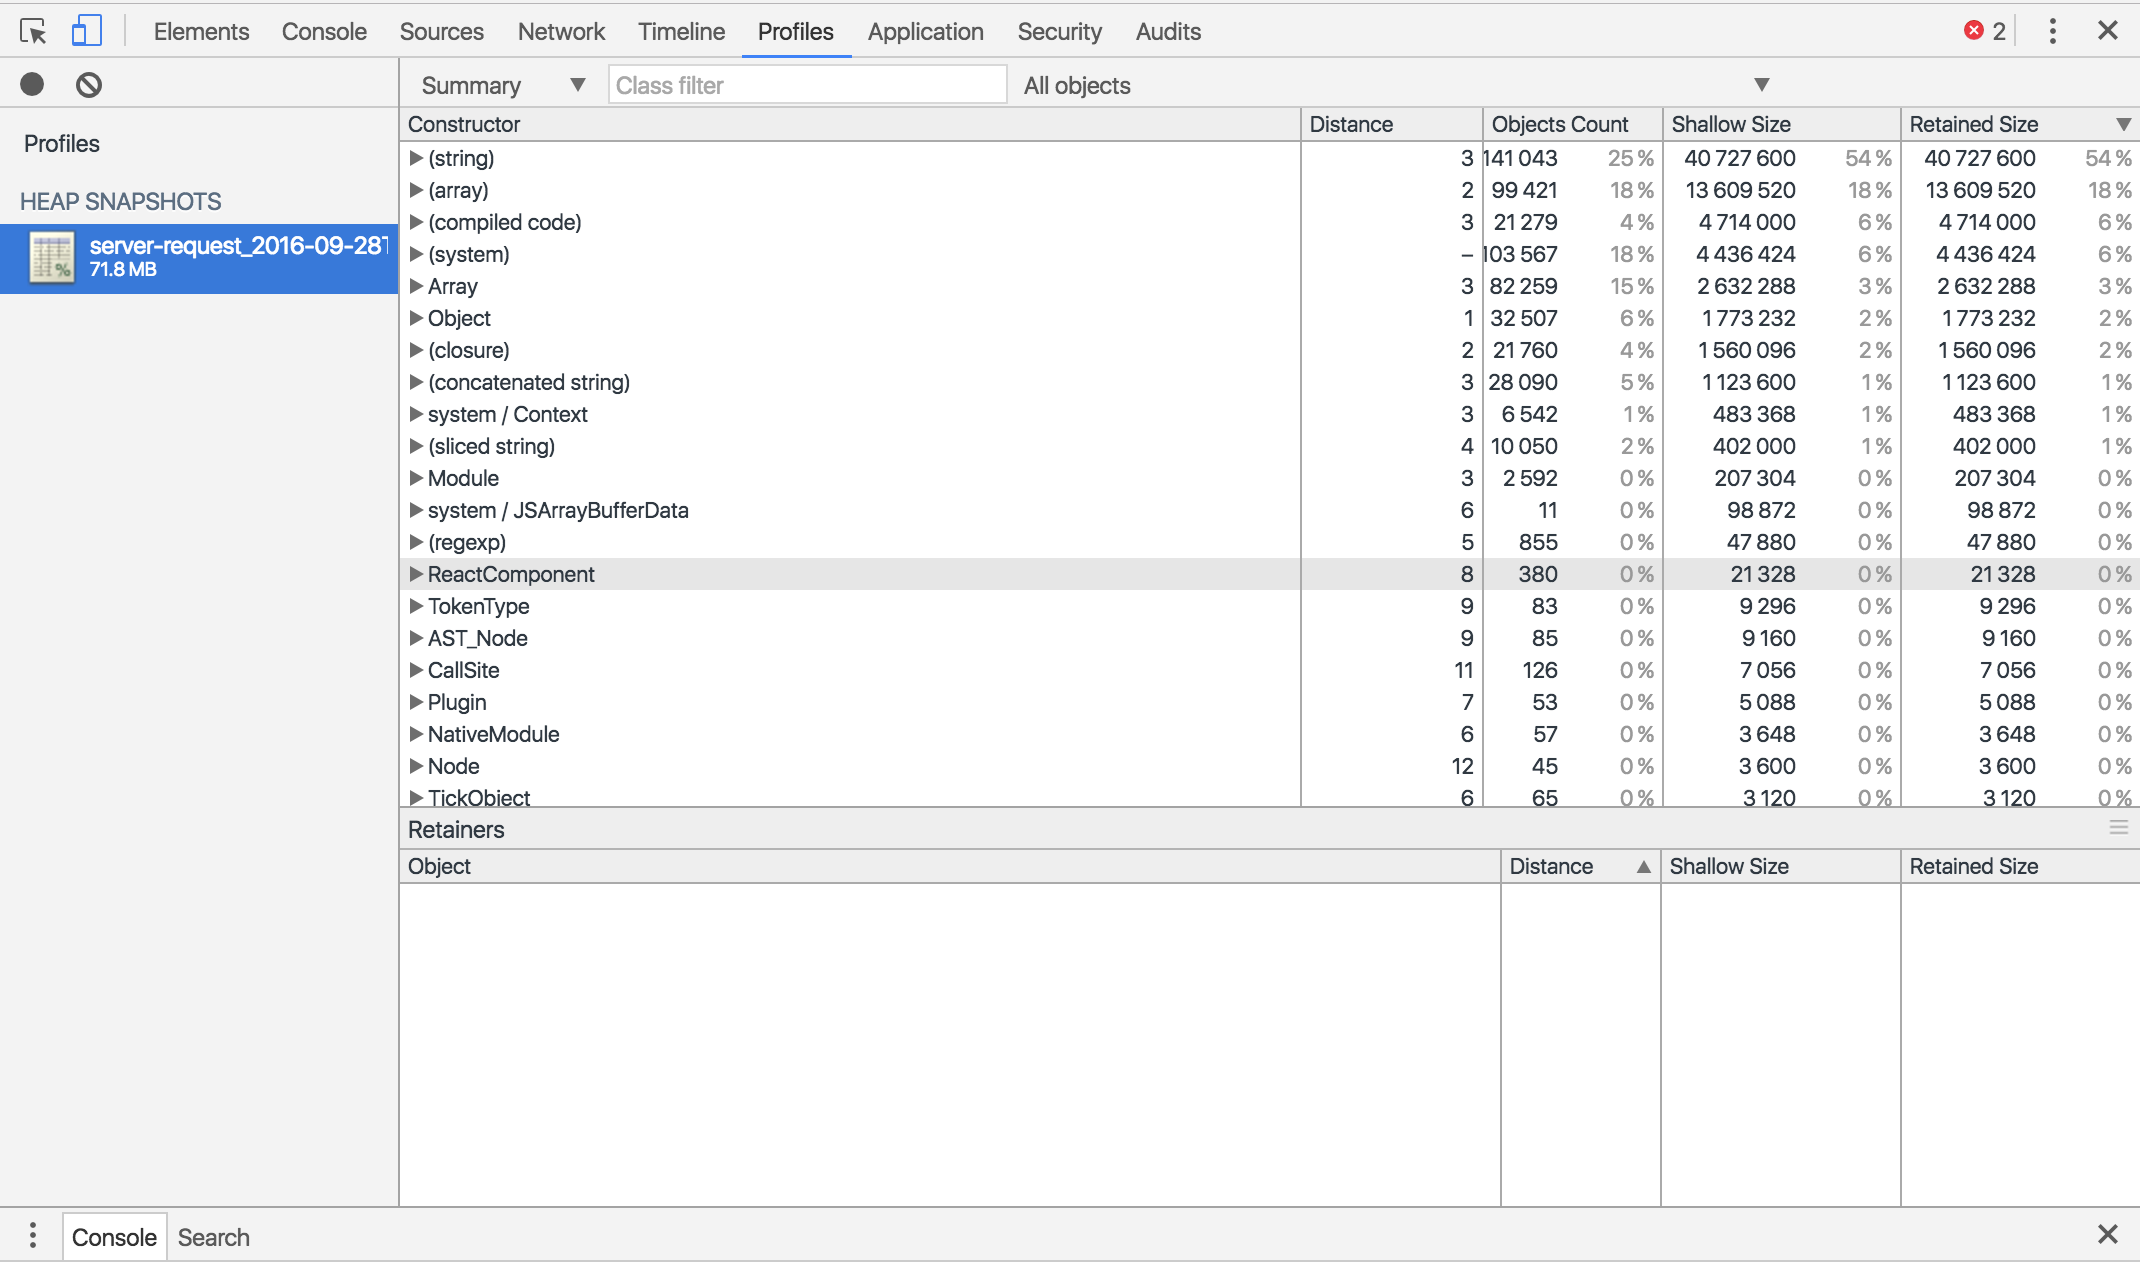 Elements Console Sources Network Timeline Profiles Application Security Audits 2
Summary Class filter All objects
Profiles
HEAP SNAPSHOTS
server-request_2016-09-28T
71.8 MB
Constructor Distance Objects Count Shallow Size Retained Size
(string) 3 141 043 25 % 40 727 600 54 % 40 727 600 54 %
(array) 2 99 421 18 % 13 609 520 18 % 13 609 520 18 %
(compiled code) 3 21 279 4 % 4 714 000 6 % 4 714 000 6 %
(system) – 103 567 18 % 4 436 424 6 % 4 436 424 6 %
Array 3 82 259 15 % 2 632 288 3 % 2 632 288 3 %
Object 1 32 507 6 % 1 773 232 2 % 1 773 232 2 %
(closure) 2 21 760 4 % 1 560 096 2 % 1 560 096 2 %
(concatenated string) 3 28 090 5 % 1 123 600 1 % 1 123 600 1 %
system / Context 3 6 542 1 % 483 368 1 % 483 368 1 %
(sliced string) 4 10 050 2 % 402 000 1 % 402 000 1 %
Module 3 2 592 0 % 207 304 0 % 207 304 0 %
system / JSArrayBufferData 6 11 0 % 98 872 0 % 98 872 0 %
(regexp) 5 855 0 % 47 880 0 % 47 880 0 %
ReactComponent 8 380 0 % 21 328 0 % 21 328 0 %
TokenType 9 83 0 % 9 296 0 % 9 296 0 %
AST_Node 9 85 0 % 9 160 0 % 9 160 0 %
CallSite 11 126 0 % 7 056 0 % 7 056 0 %
Plugin 7 53 0 % 5 088 0 % 5 088 0 %
NativeModule 6 57 0 % 3 648 0 % 3 648 0 %
Node 12 45 0 % 3 600 0 % 3 600 0 %
TickObject 6 65 0 % 3 120 0 % 3 120 0 %
Retainers
Object Distance Shallow Size Retained Size
Console Search